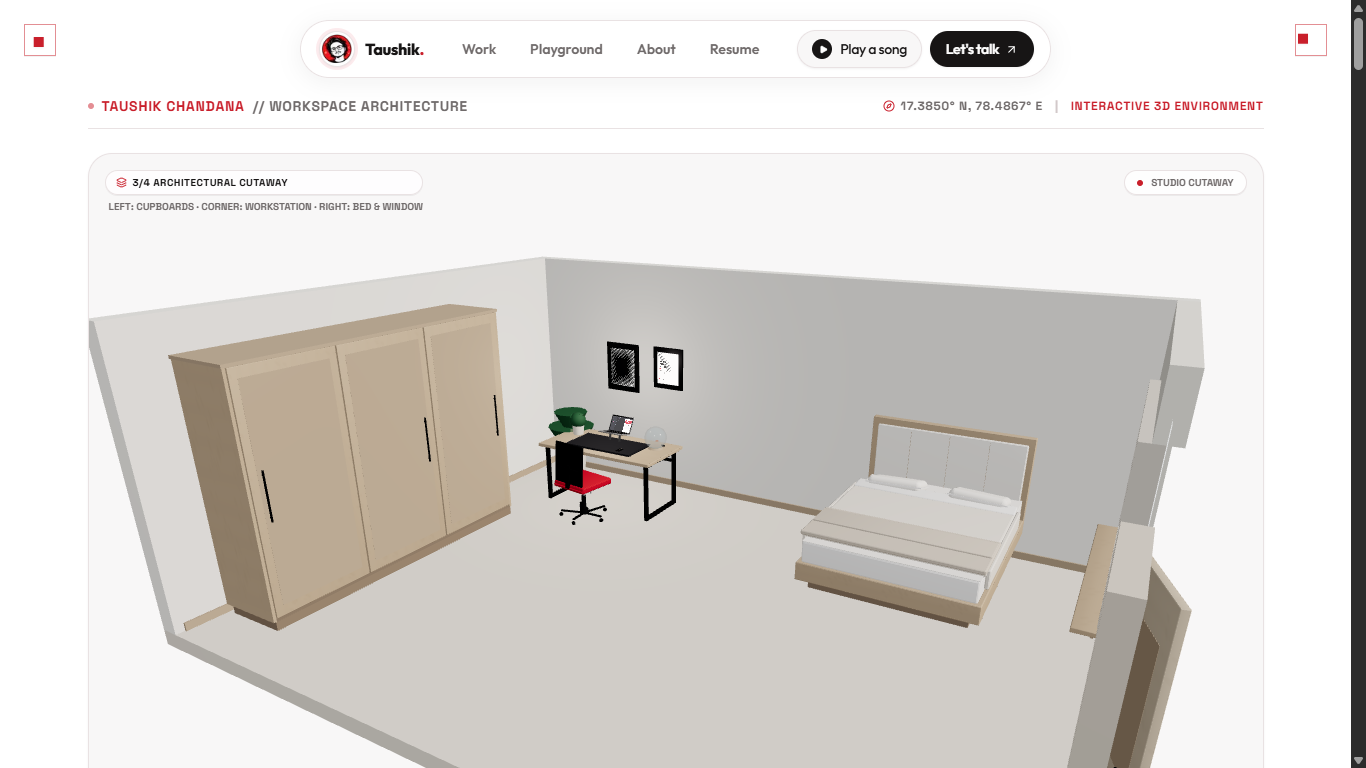 Taushik. Work Playground About Resume Play a song Let's talk
TAUSHIK CHANDANA // WORKSPACE ARCHITECTURE 17.3850° N, 78.4867° E | INTERACTIVE 3D ENVIRONMENT
3/4 ARCHITECTURAL CUTAWAY STUDIO CUTAWAY
LEFT: CUPBOARDS · CORNER: WORKSTATION · RIGHT: BED & WINDOW